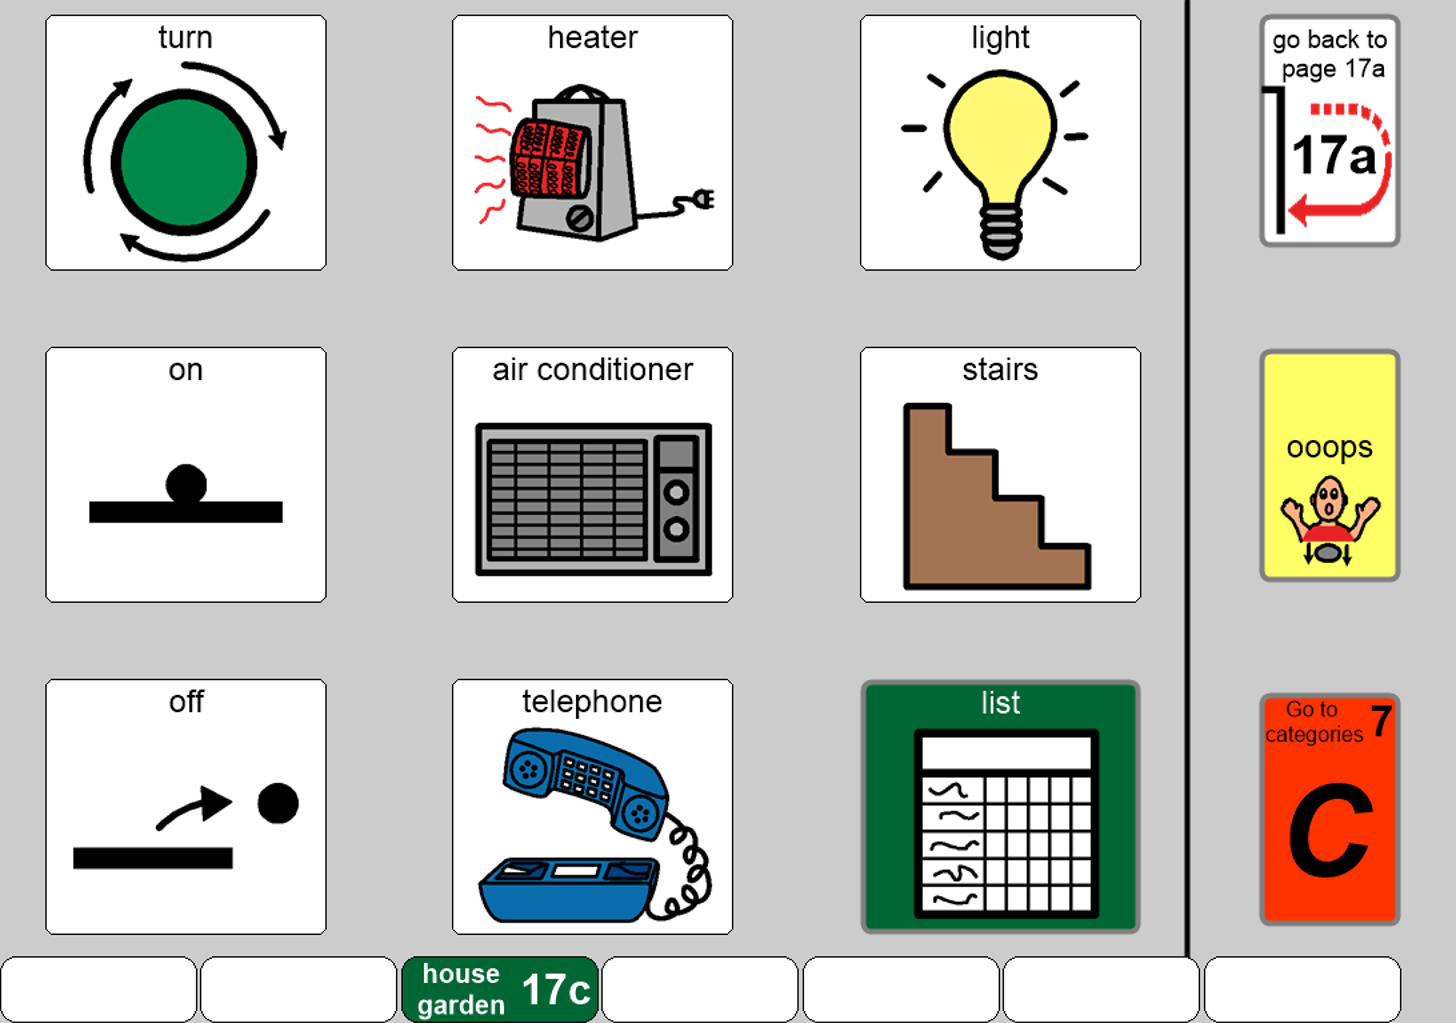 turn
heater
light
go back to
page 17a
17a
on
air conditioner
stairs
ooops
off
telephone
list
Go to
categories 7
C
house
garden 17c